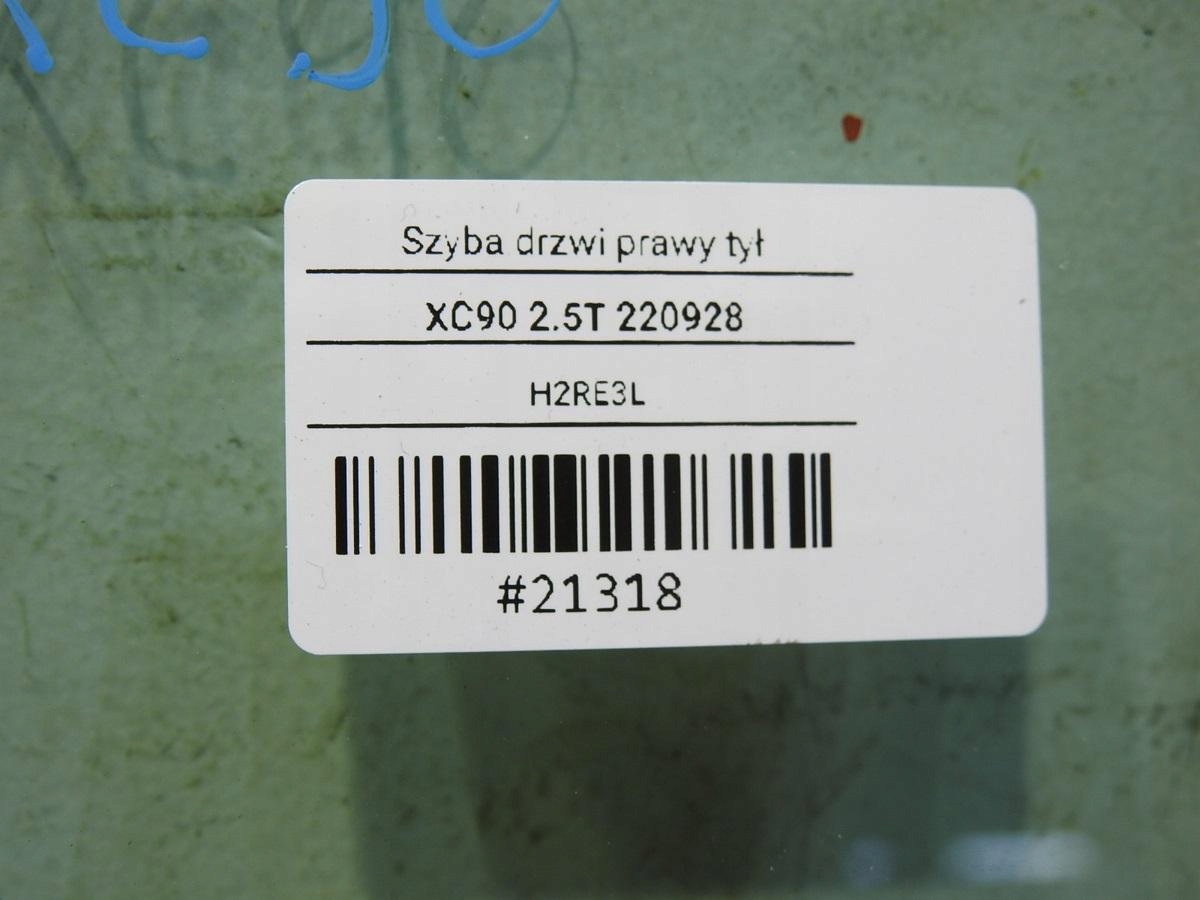 Szyba drzwi prawy tył
XC90 2.5T 220928
H2RE3L
#21318